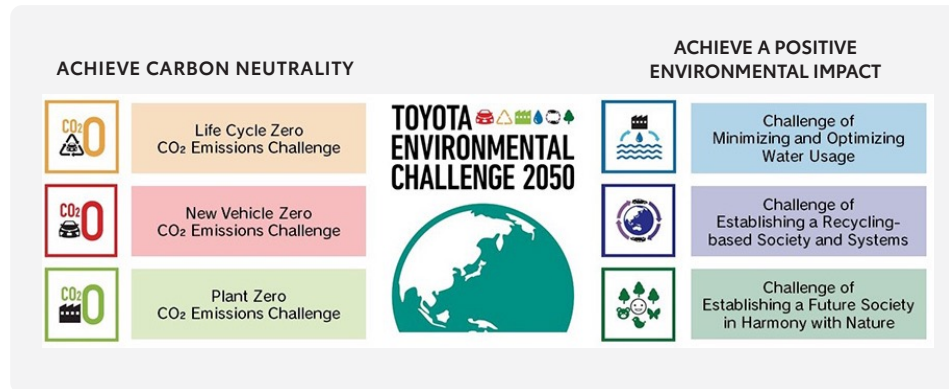 ACHIEVE CARBON NEUTRALITY
CO₂ 0
Life Cycle Zero
CO₂ Emissions Challenge
CO₂ 0
New Vehicle Zero
CO₂ Emissions Challenge
CO₂ 0
Plant Zero
CO₂ Emissions Challenge
TOYOTA
ENVIRONMENTAL
CHALLENGE 2050
ACHIEVE A POSITIVE
ENVIRONMENTAL IMPACT
Challenge of
Minimizing and Optimizing
Water Usage
Challenge of
Establishing a Recycling-
based Society and Systems
Challenge of
Establishing a Future Society
in Harmony with Nature